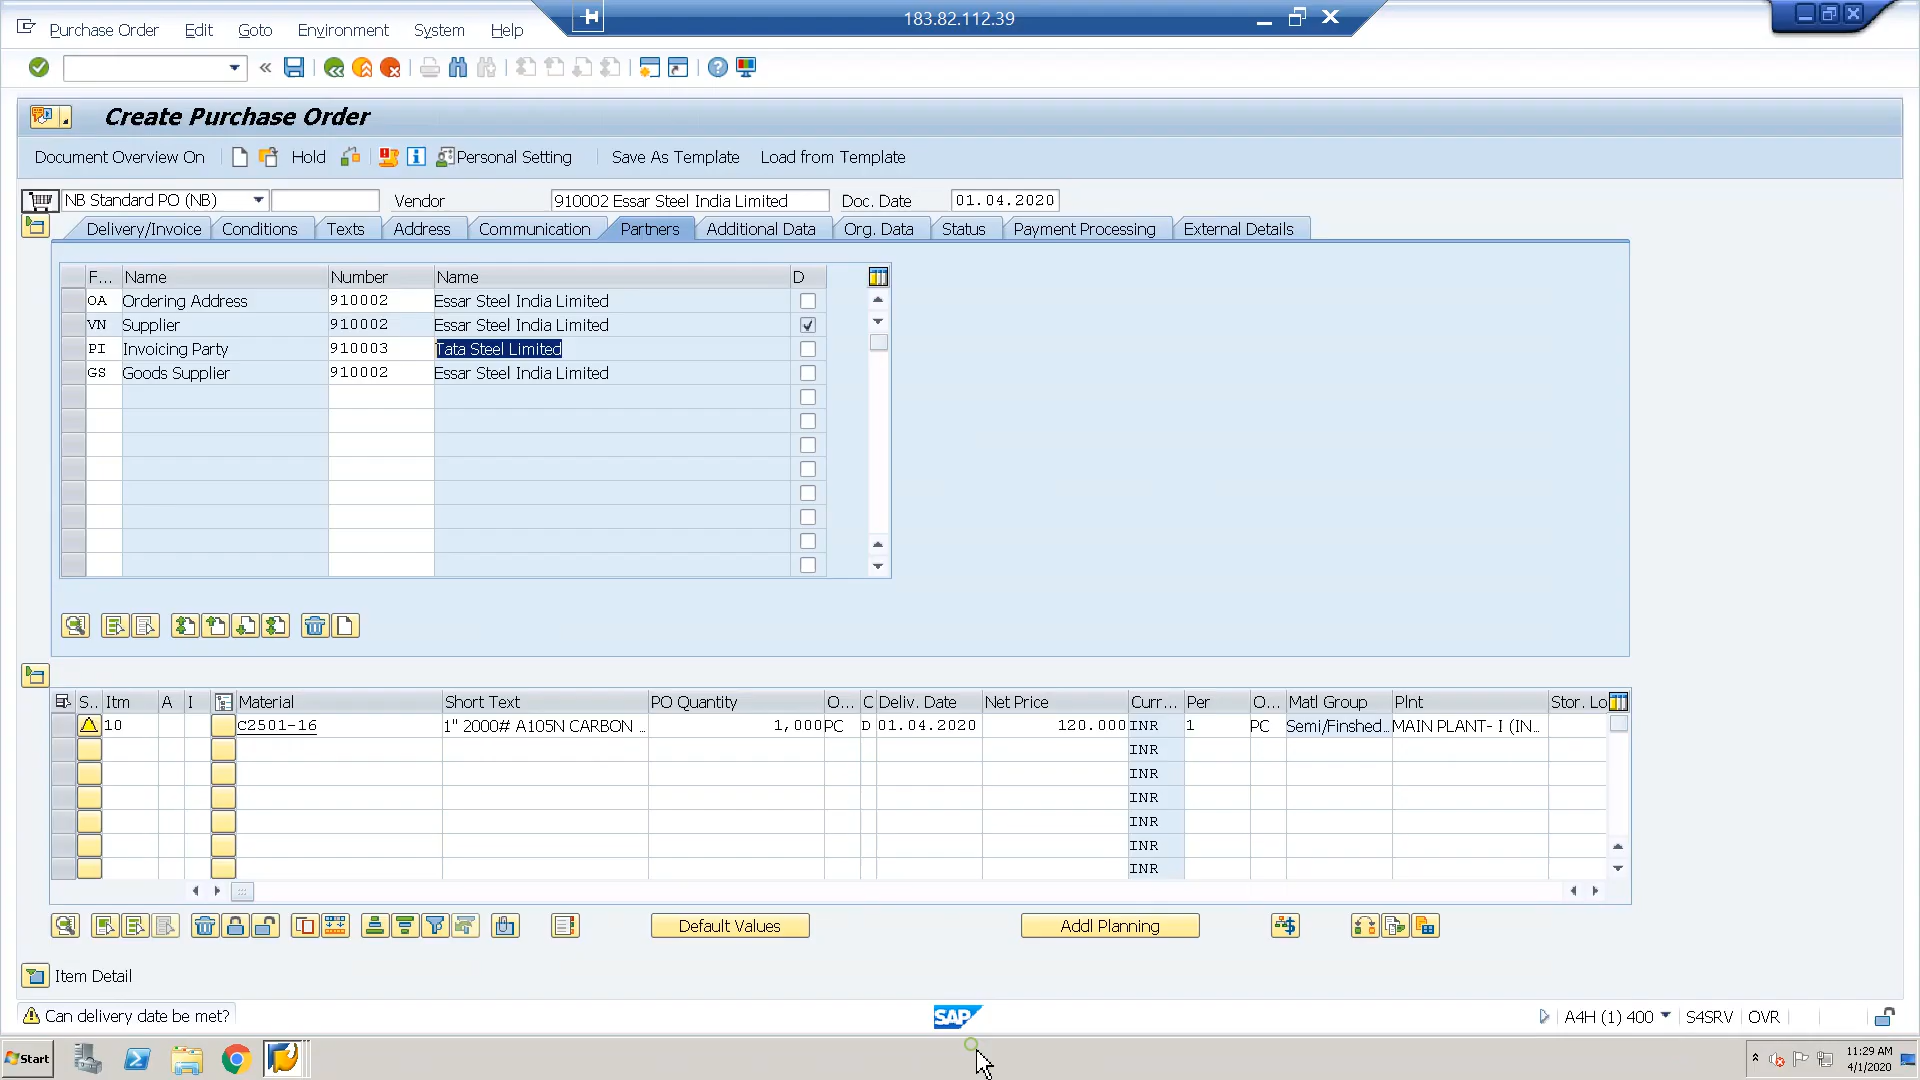 183.82.112.39
Purchase Order Edit Goto Environment System Help
Create Purchase Order
Document Overview On Hold Personal Setting Save As Template Load from Template
NB Standard PO (NB) Vendor 910002 Essar Steel India Limited Doc. Date 01.04.2020
Delivery/Invoice Conditions Texts Address Communication Partners Additional Data Org. Data Status Payment Processing External Details
F... Name Number Name D
OA Ordering Address 910002 Essar Steel India Limited
VN Supplier 910002 Essar Steel India Limited
PI Invoicing Party 910003 Tata Steel Limited
GS Goods Supplier 910002 Essar Steel India Limited
S.. Itm A I Material Short Text PO Quantity O... C Deliv. Date Net Price Curr... Per O... Matl Group Plnt Stor. Lo
10 C2501-16 1" 2000# A105N CARBON ... 1,000 PC D 01.04.2020 120.000 INR 1 PC Semi/Finshed... MAIN PLANT- I (IN...
INR
INR
INR
INR
INR
INR
Default Values Addl Planning
Item Detail
Can delivery date be met? SAP A4H (1) 400 S4SRV OVR
Start 11:29 AM
4/1/2020